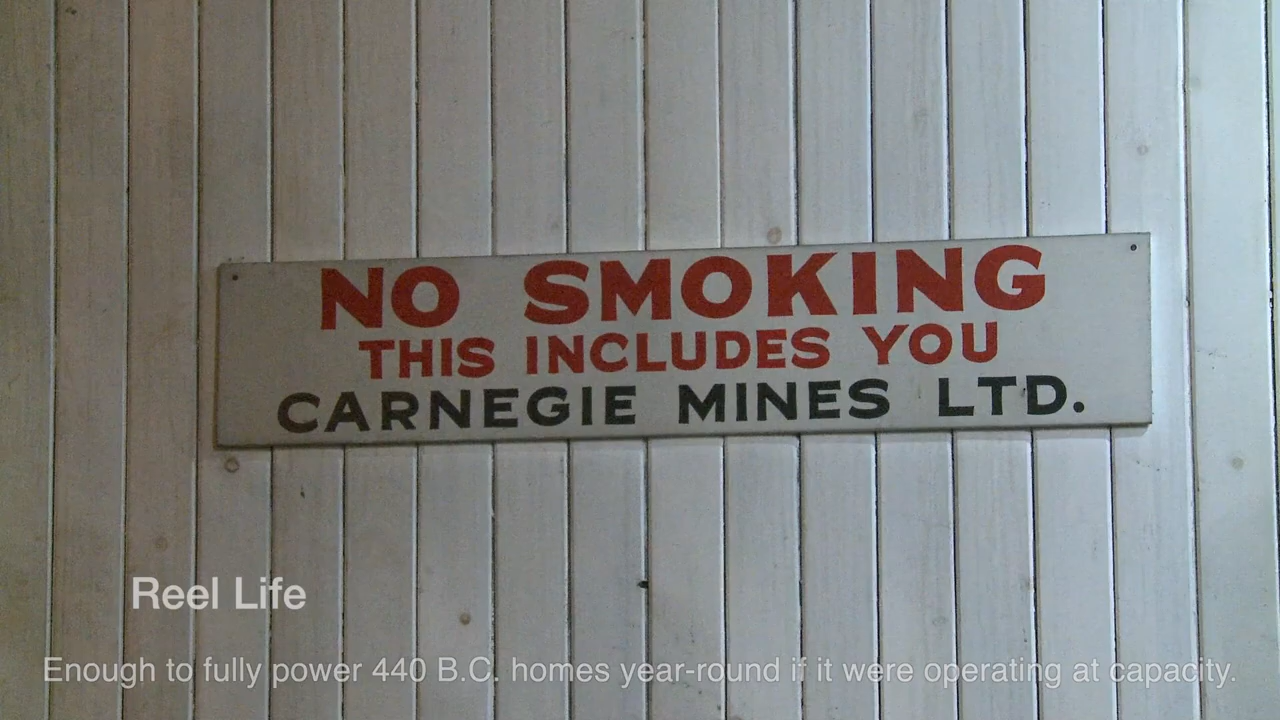 NO SMOKING
THIS INCLUDES YOU
CARNEGIE MINES LTD.
Reel Life
Enough to fully power 440 B.C. homes year-round if it were operating at capacity.